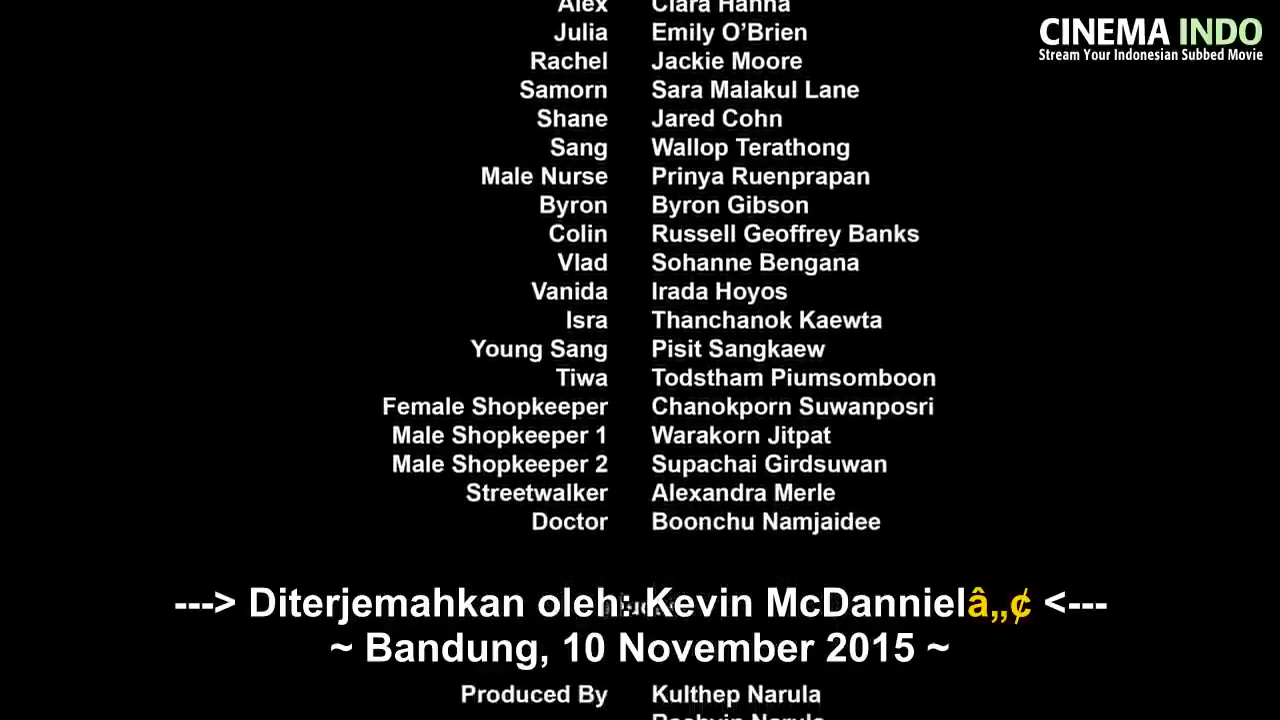 Alex Clara Hanna
CINEMA INDO
Stream Your Indonesian Subbed Movie
Julia Emily O’Brien
Rachel Jackie Moore
Samorn Sara Malakul Lane
Shane Jared Cohn
Sang Wallop Terathong
Male Nurse Prinya Ruenprapan
Byron Byron Gibson
Colin Russell Geoffrey Banks
Vlad Sohanne Bengana
Vanida Irada Hoyos
Isra Thanchanok Kaewta
Young Sang Pisit Sangkaew
Tiwa Todstham Piumsomboon
Female Shopkeeper Chanokporn Suwanposri
Male Shopkeeper 1 Warakorn Jitpat
Male Shopkeeper 2 Supachai Girdsuwan
Streetwalker Alexandra Merle
Doctor Boonchu Namjaidee
---> Diterjemahkan oleh: Kevin McDannielâ„¢ <---
~ Bandung, 10 November 2015 ~
Produced By Kulthep Narula